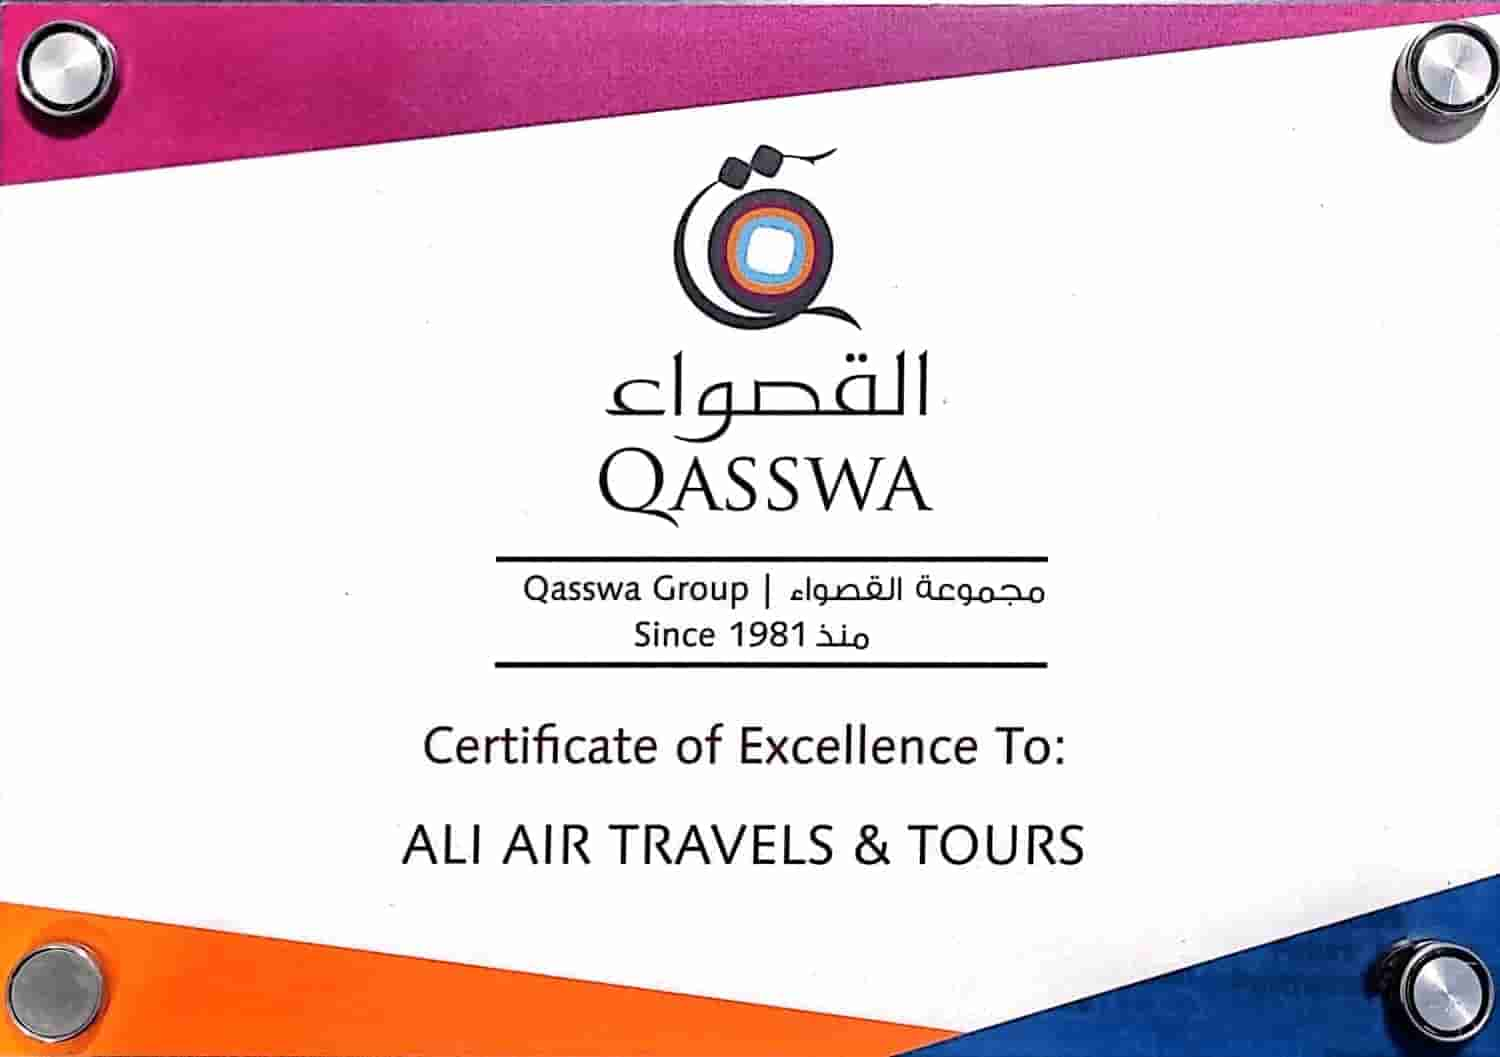 القصواء
QASSWA
Qasswa Group | مجموعة القصواء
Since 1981 منذ
Certificate of Excellence To:
ALI AIR TRAVELS & TOURS